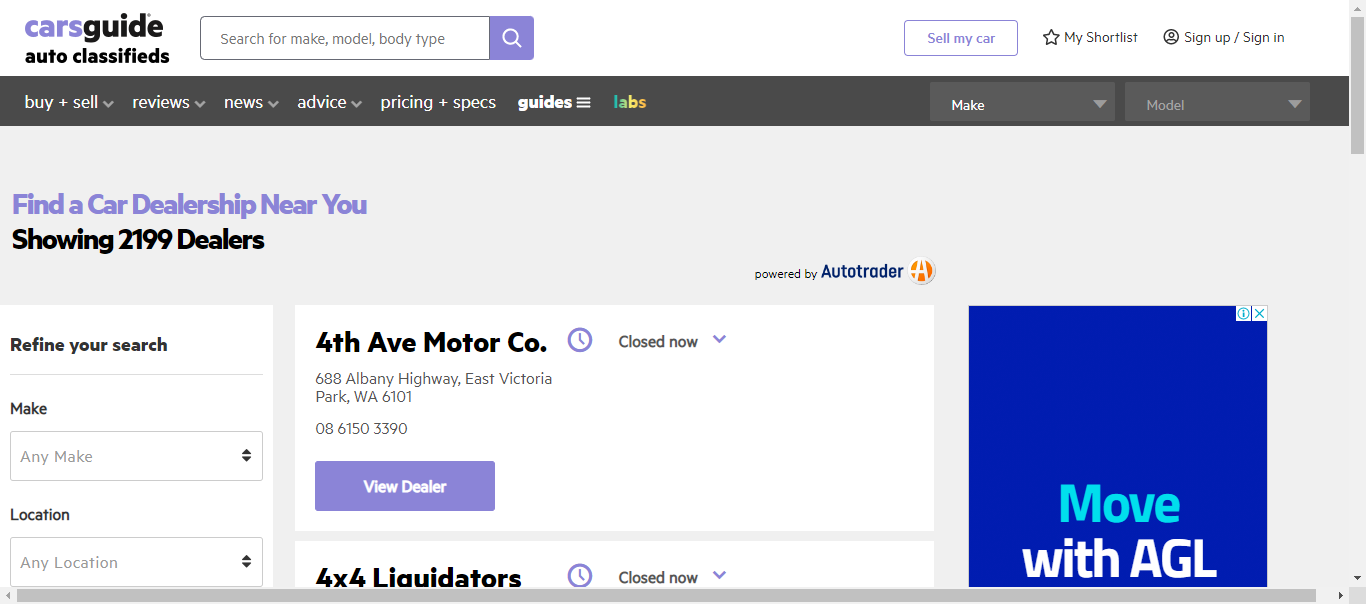 carsguide
auto classifieds
Search for make, model, body type
Sell my car
My Shortlist
Sign up / Sign in
buy + sell
reviews
news
advice
pricing + specs
guides
labs
Make
Model
Find a Car Dealership Near You
Showing 2199 Dealers
powered by Autotrader
Refine your search
Make
Any Make
Location
Any Location
4th Ave Motor Co.
Closed now
688 Albany Highway, East Victoria
Park, WA 6101
08 6150 3390
View Dealer
4x4 Liquidators
Closed now
Move
with AGL